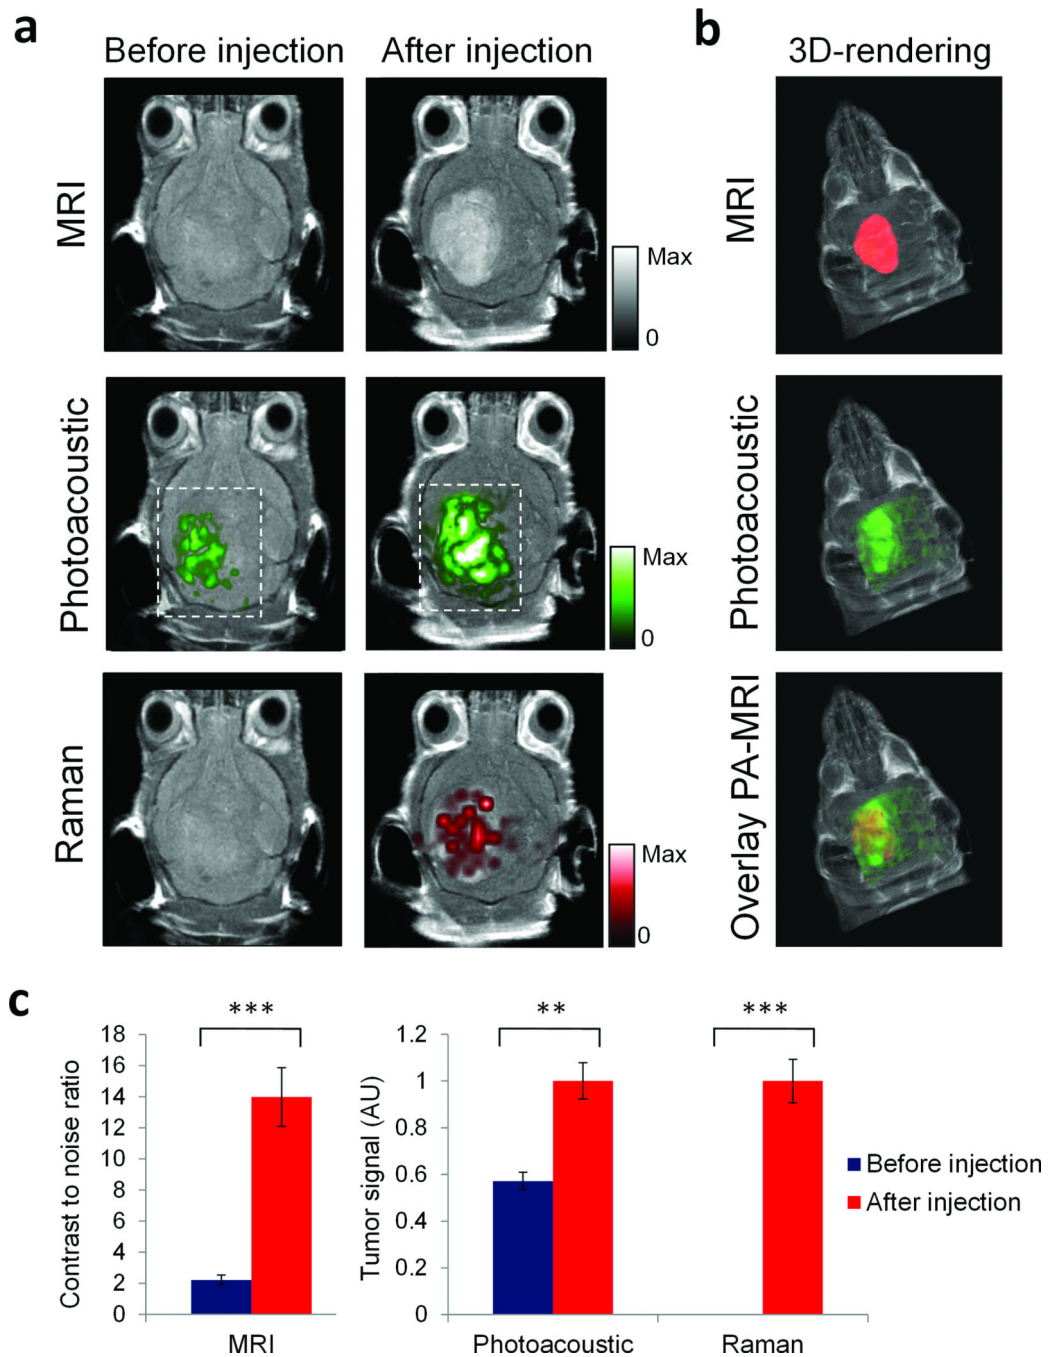 a
b
Before injection
After injection
3D-rendering
MRI
Max
0
MRI
Photoacoustic
Max
0
Photoacoustic
Raman
Max
0
Overlay PA-MRI
c
***
**
***
Contrast to noise ratio
18
16
14
12
10
8
6
4
2
0
MRI
Tumor signal (AU)
1.2
1
0.8
0.6
0.4
0.2
0
Photoacoustic
Raman
Before injection
After injection